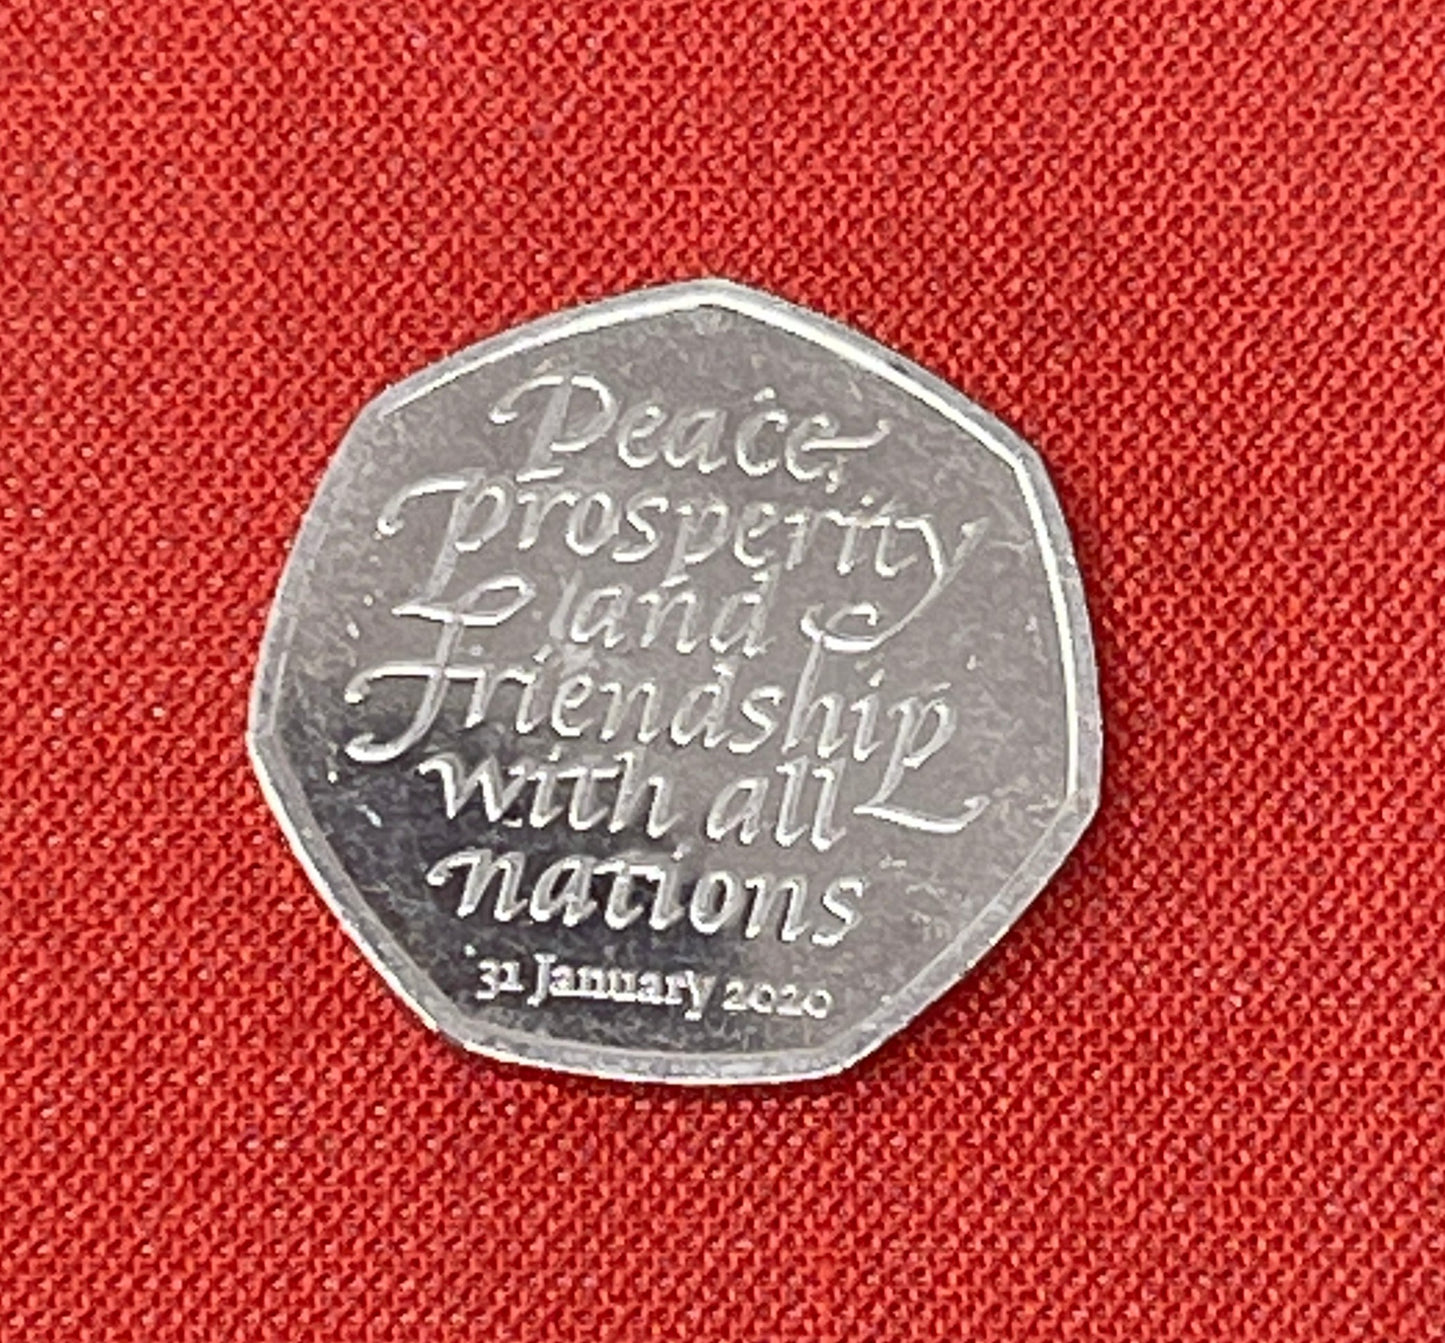 Peace,
prosperity
and
friendship
with all
nations
31 January 2020